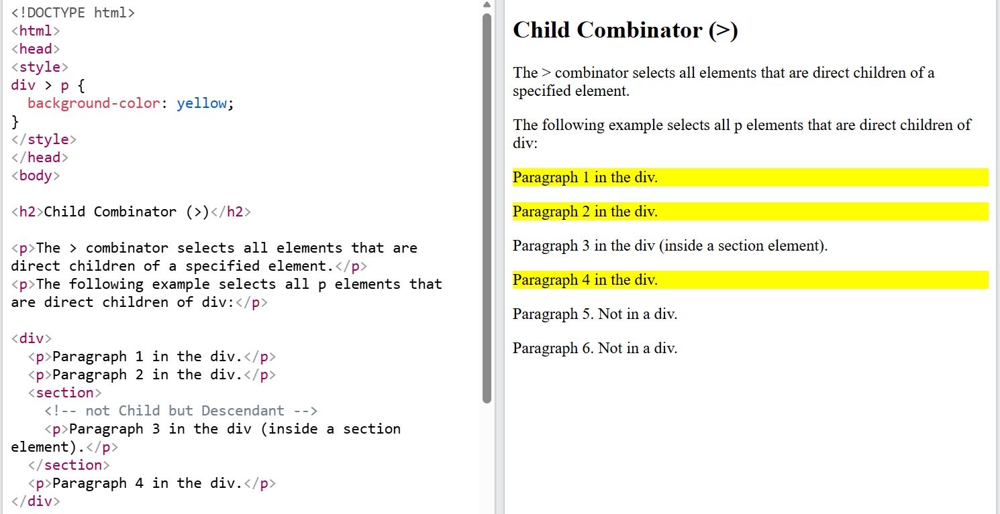 <!DOCTYPE html>
<html>
<head>
<style>
div > p {
  background-color: yellow;
}
</style>
</head>
<body>
<h2>Child Combinator (>)</h2>
<p>The > combinator selects all elements that are
direct children of a specified element.</p>
<p>The following example selects all p elements that
are direct children of div:</p>
<div>
  <p>Paragraph 1 in the div.</p>
  <p>Paragraph 2 in the div.</p>
  <section>
    <!-- not Child but Descendant -->
    <p>Paragraph 3 in the div (inside a section
element).</p>
  </section>
  <p>Paragraph 4 in the div.</p>
</div>
Child Combinator (>)
The > combinator selects all elements that are direct children of a
specified element.
The following example selects all p elements that are direct children of
div:
Paragraph 1 in the div.
Paragraph 2 in the div.
Paragraph 3 in the div (inside a section element).
Paragraph 4 in the div.
Paragraph 5. Not in a div.
Paragraph 6. Not in a div.